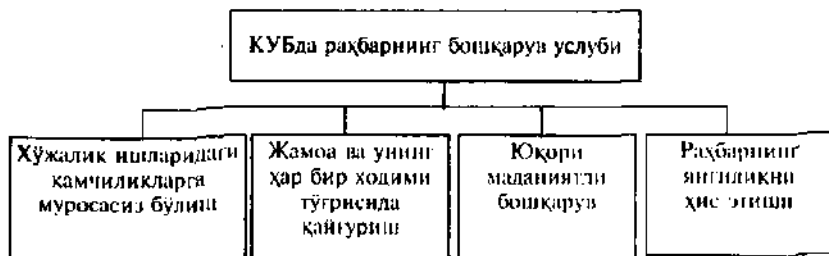 КУБда раҳбарнинг бошқарув услуби
Хўжалик ишларидаги
камчиликларга
муросасиз бўлиш
Жамоа ва унинг
ҳар бир ходими
тўғрисида
қайғуриш
Юқори
маданиятли
бошқарув
Раҳбарнинг
янгиликни
ҳис этиши